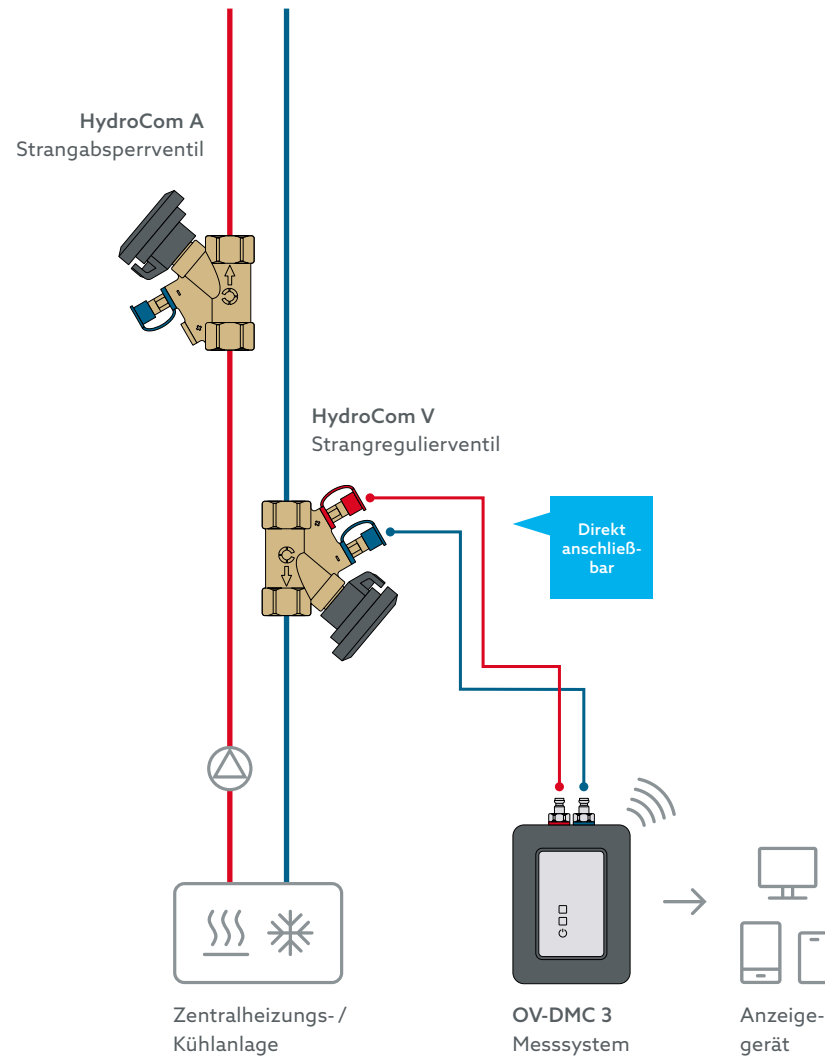 HydroCom A
Strangabsperrventil
HydroCom V
Strangregulierventil
Direkt
anschließ-
bar
Zentralheizungs- /
Kühlanlage
OV-DMC 3
Messsystem
Anzeige-
gerät